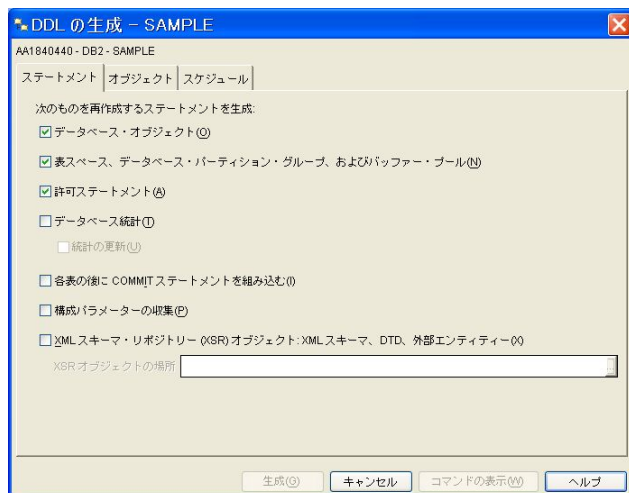 DDL の生成 – SAMPLE
AA1840440 - DB2 - SAMPLE
ステートメント オブジェクト スケジュール
次のものを再作成するステートメントを生成:
データベース・オブジェクト(O)
表スペース、データベース・パーティション・グループ、およびバッファー・プール(N)
許可ステートメント(A)
データベース統計(T)
統計の更新(U)
各表の後に COMMIT ステートメントを組み込む(I)
構成パラメーターの収集(P)
XML スキーマ・リポジトリー (XSR) オブジェクト: XML スキーマ、DTD、外部エンティティー(X)
XSR オブジェクトの場所
生成(G) キャンセル コマンドの表示(W) ヘルプ